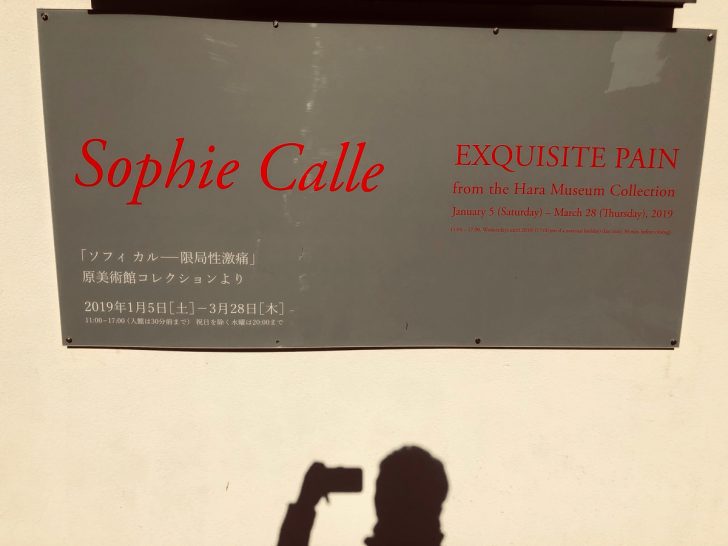 Sophie Calle
EXQUISITE PAIN
from the Hara Museum Collection
January 5 (Saturday) – March 28 (Thursday), 2019
「ソフィ カル──限局性激痛」
原美術館コレクションより
2019年1月5日[土]－3月28日[木]
11:00－17:00（入館は30分前まで） 祝日を除く水曜は20:00まで